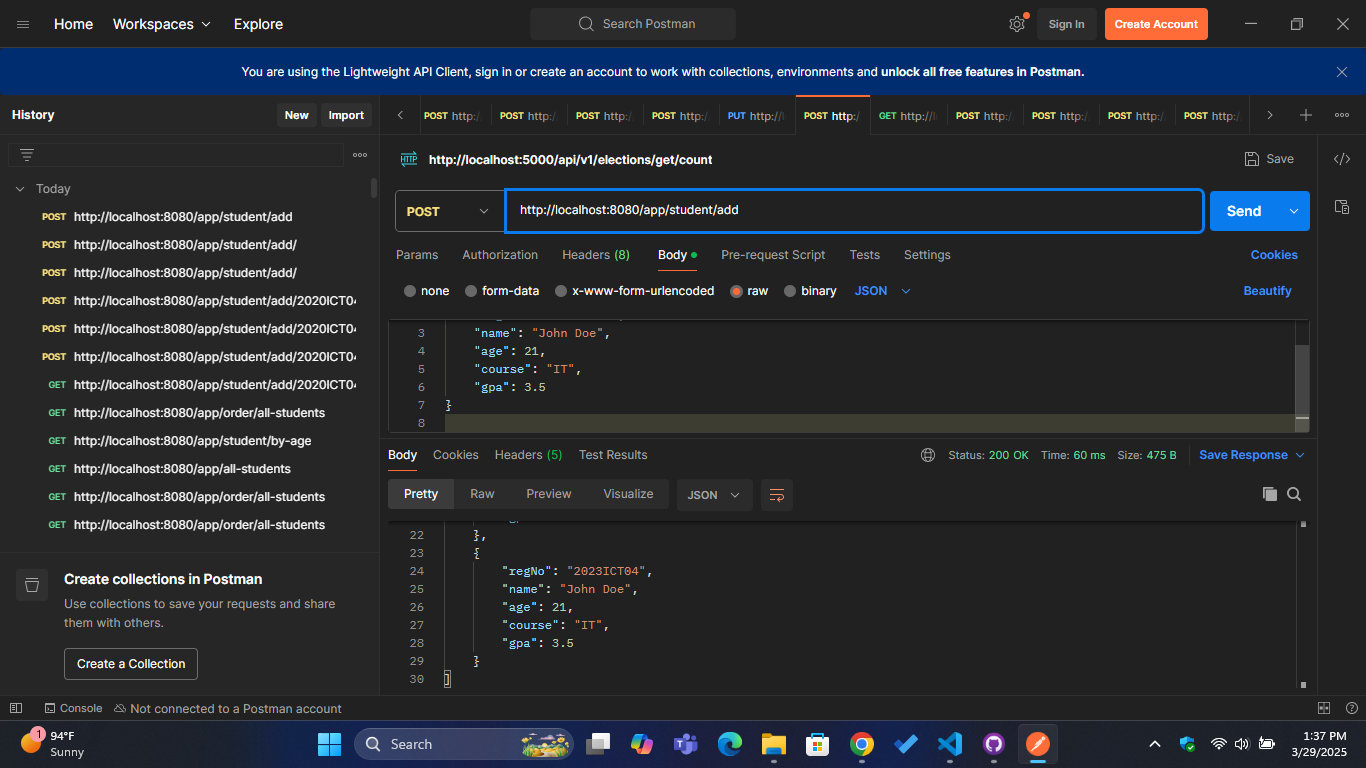 Home Workspaces Explore Search Postman Sign In Create Account
You are using the Lightweight API Client, sign in or create an account to work with collections, environments and unlock all free features in Postman.
History New Import
POST http:/ POST http:/ POST http:/ POST http:/ PUT http:// POST http:/ GET http:// POST http:/ POST http:/ POST http:/ POST http:/
HTTP http://localhost:5000/api/v1/elections/get/count Save
Today
POST http://localhost:8080/app/student/add
POST http://localhost:8080/app/student/add/
POST http://localhost:8080/app/student/add/
POST http://localhost:8080/app/student/add/2020ICT04
POST http://localhost:8080/app/student/add/2020ICT04
POST http://localhost:8080/app/student/add/2020ICT04
GET http://localhost:8080/app/student/add/2020ICT04
GET http://localhost:8080/app/order/all-students
GET http://localhost:8080/app/student/by-age
GET http://localhost:8080/app/all-students
GET http://localhost:8080/app/order/all-students
GET http://localhost:8080/app/order/all-students
Create collections in Postman
Use collections to save your requests and share
them with others.
Create a Collection
POST http://localhost:8080/app/student/add Send
Params Authorization Headers (8) Body Pre-request Script Tests Settings Cookies
none form-data x-www-form-urlencoded raw binary JSON Beautify
3 "name": "John Doe",
4 "age": 21,
5 "course": "IT",
6 "gpa": 3.5
7 }
8
Body Cookies Headers (5) Test Results Status: 200 OK Time: 60 ms Size: 475 B Save Response
Pretty Raw Preview Visualize JSON
22 },
23 {
24 "regNo": "2023ICT04",
25 "name": "John Doe",
26 "age": 21,
27 "course": "IT",
28 "gpa": 3.5
29 }
30 ]
Console Not connected to a Postman account
1 94°F
Sunny
Search
1:37 PM
3/29/2025